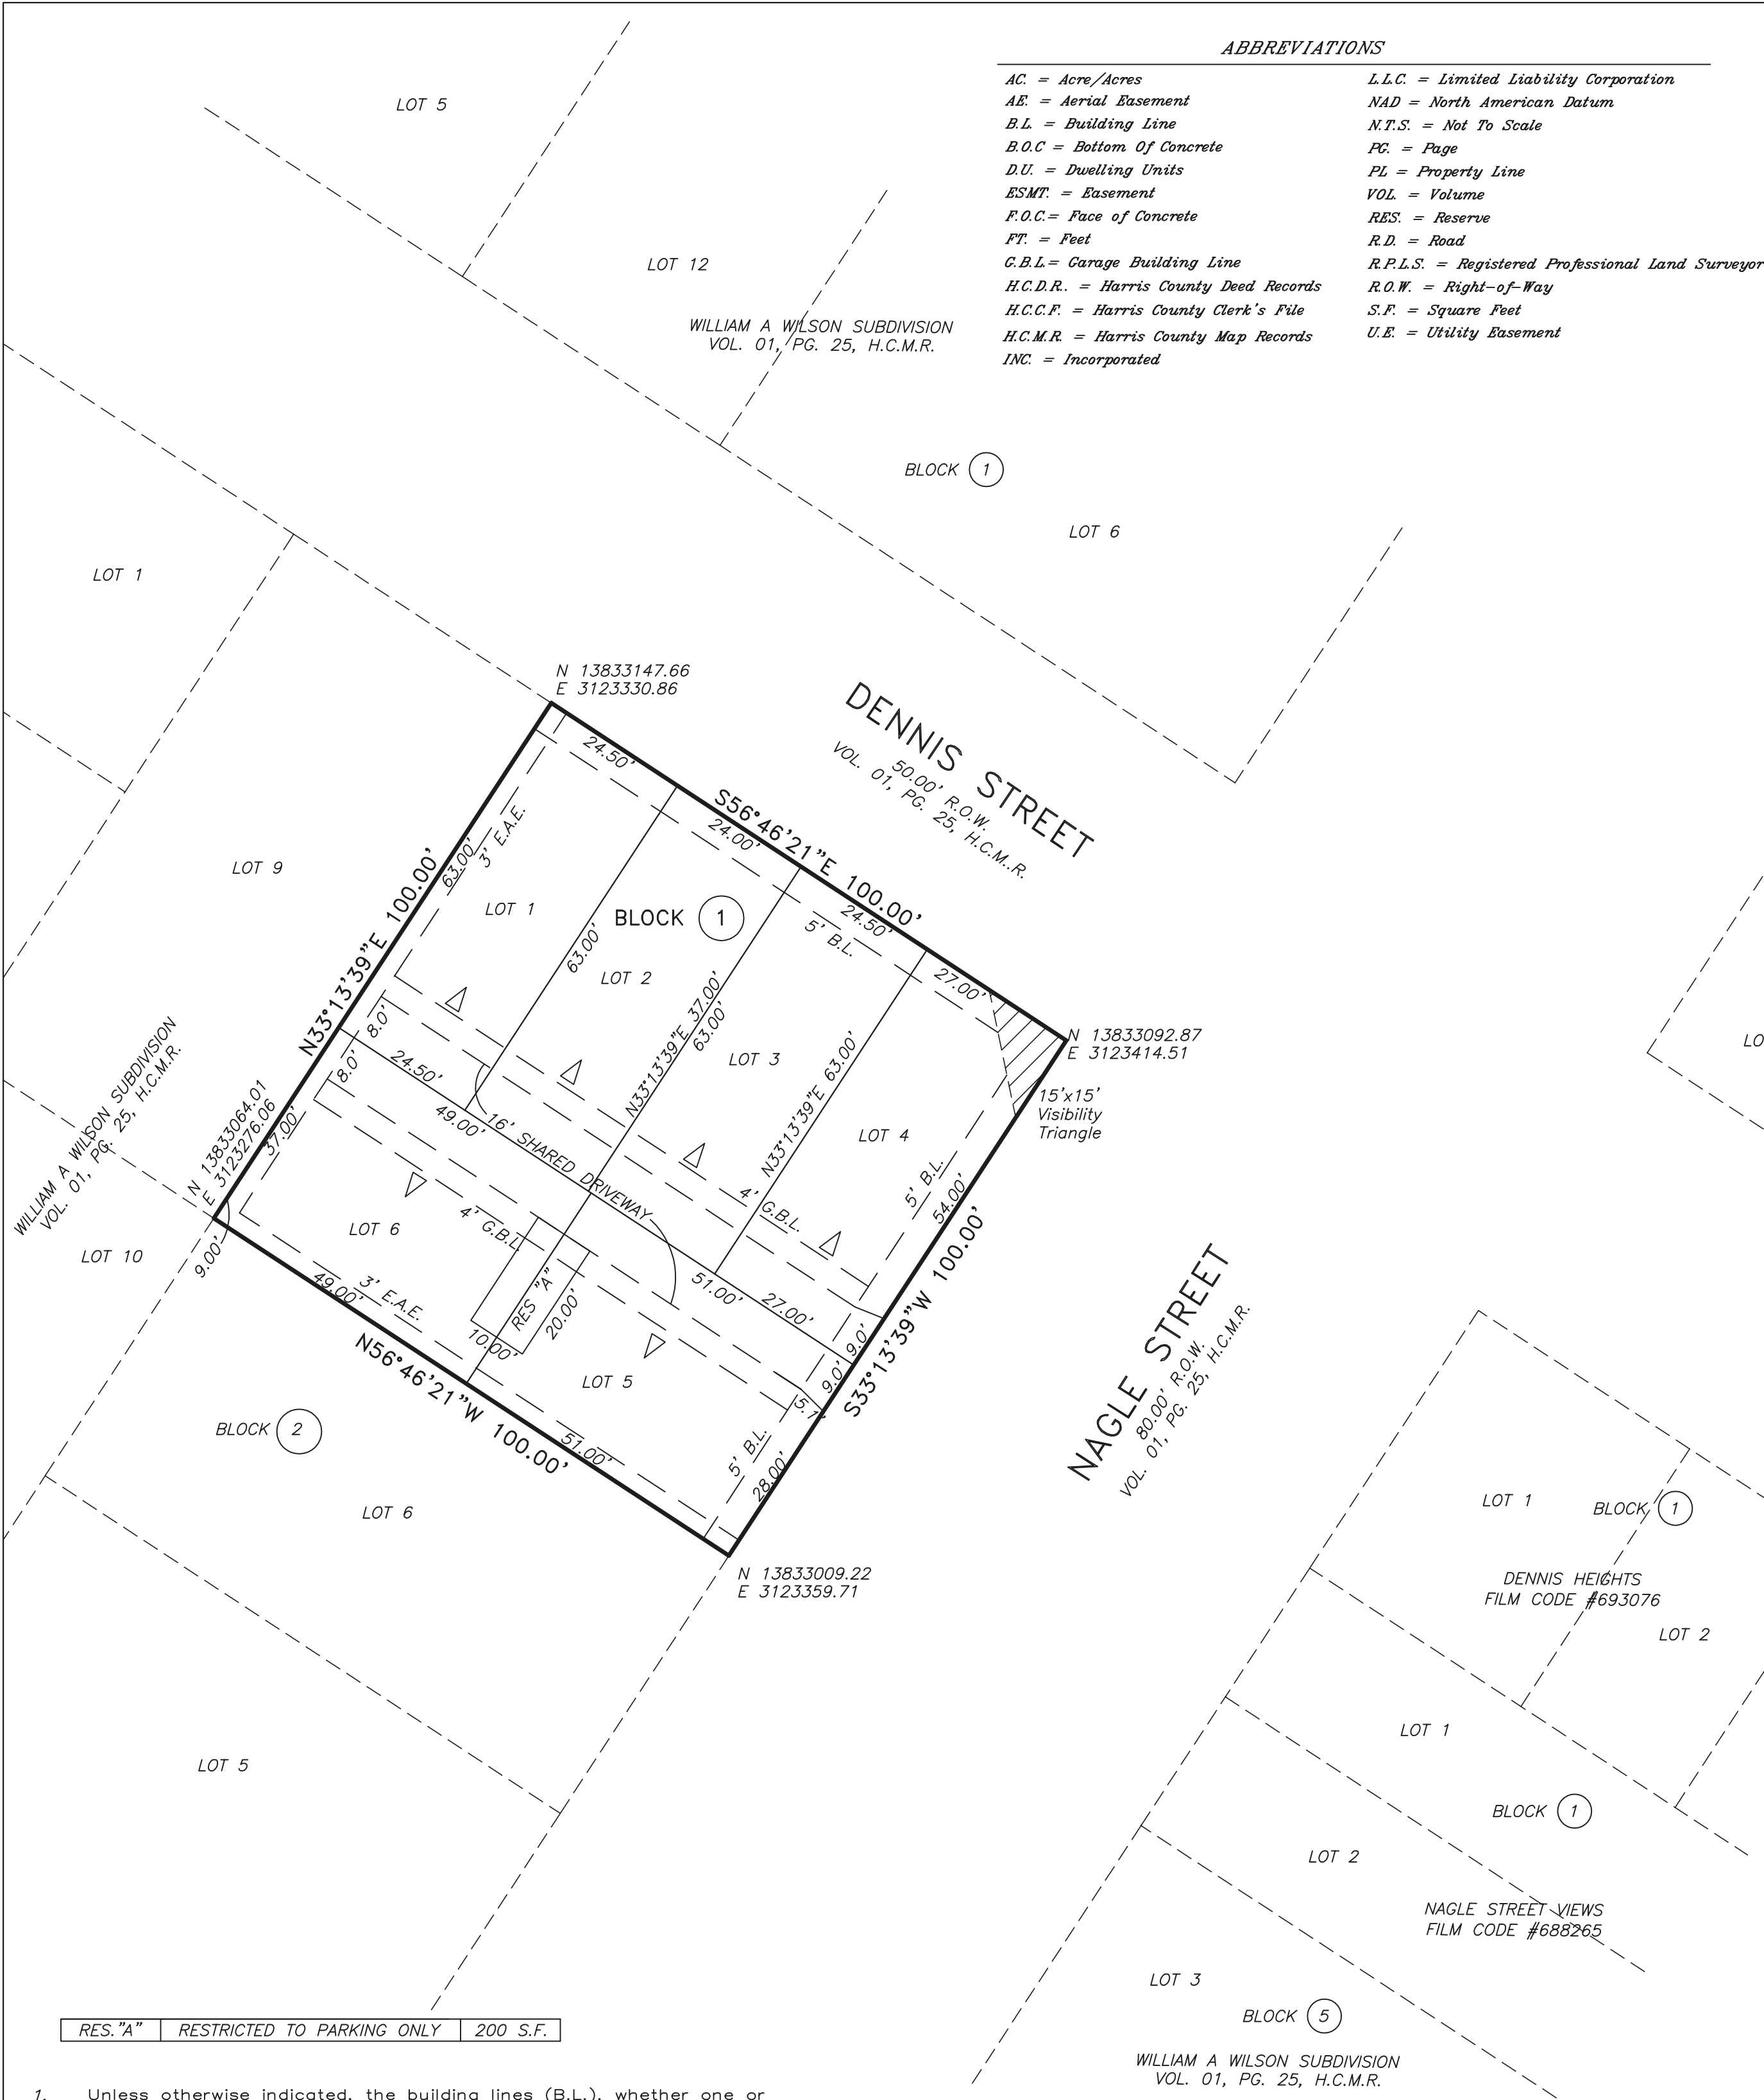 ABBREVIATIONS
AC. = Acre/Acres
AE. = Aerial Easement
B.L. = Building Line
B.O.C = Bottom Of Concrete
D.U. = Dwelling Units
ESMT. = Easement
F.O.C.= Face of Concrete
FT. = Feet
G.B.L.= Garage Building Line
H.C.D.R.. = Harris County Deed Records
H.C.C.F. = Harris County Clerk's File
H.C.M.R. = Harris County Map Records
INC. = Incorporated
L.L.C. = Limited Liability Corporation
NAD = North American Datum
N.T.S. = Not To Scale
PG. = Page
PL = Property Line
VOL. = Volume
RES. = Reserve
R.D. = Road
R.P.L.S. = Registered Professional Land Surveyor
R.O.W. = Right-of-Way
S.F. = Square Feet
U.E. = Utility Easement
LOT 5
LOT 12
WILLIAM A WILSON SUBDIVISION
VOL. 01, PG. 25, H.C.M.R.
BLOCK 1
LOT 6
LOT 1
LOT 9
N 13833147.66
E 3123330.86
DENNIS STREET
50.00' R.O.W.
VOL. 01, PG. 25, H.C.M..R.
24.50'
S56°46'21"E 100.00'
24.00'
24.50'
27.00'
5' B.L.
63.00'
3' E.A.E.
N33°13'39"E 100.00'
LOT 1
BLOCK 1
63.00'
LOT 2
N33°13'39"E 37.00'
63.00'
LOT 3
N33°13'39"E 63.00'
LOT 4
N 13833092.87
E 3123414.51
15'x15'
Visibility
Triangle
LO
8.0'
8.0'
24.50'
49.00'
16' SHARED DRIVEWAY
4' G.B.L.
5' B.L.
54.00'
S33°13'39"W 100.00'
WILLIAM A WILSON SUBDIVISION
VOL. 01, PG. 25, H.C.M.R.
N 13833064.01
E 3123276.06
37.00'
LOT 6
4' G.B.L.
51.00'
27.00'
9.0'
9.0'
LOT 10
9.00'
49.00'
3' E.A.E.
RES "A"
20.00'
10.00'
LOT 5
5.1'
N56°46'21"W 100.00'
51.00'
5' B.L.
28.00'
NAGLE STREET
80.00' R.O.W.
VOL. 01, PG. 25, H.C.M.R.
BLOCK 2
LOT 6
N 13833009.22
E 3123359.71
LOT 1
BLOCK 1
DENNIS HEIGHTS
FILM CODE #693076
LOT 2
LOT 1
LOT 5
BLOCK 1
LOT 2
NAGLE STREET VIEWS
FILM CODE #688265
LOT 3
BLOCK 5
WILLIAM A WILSON SUBDIVISION
VOL. 01, PG. 25, H.C.M.R.
RES."A" RESTRICTED TO PARKING ONLY 200 S.F.
1. Unless otherwise indicated, the building lines (B.L.), whether one or